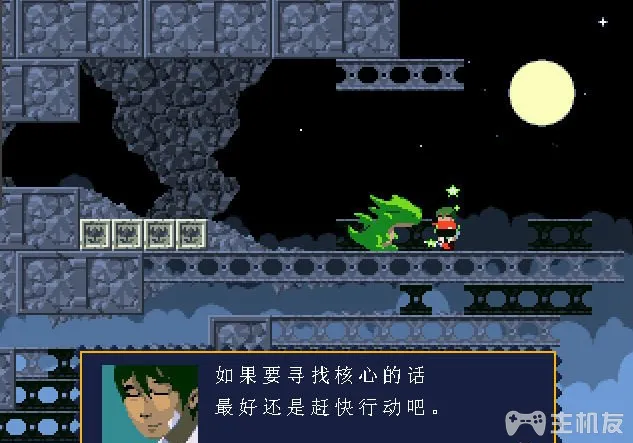 如果要寻找核心的话
最好还是赶快行动吧。
主机友